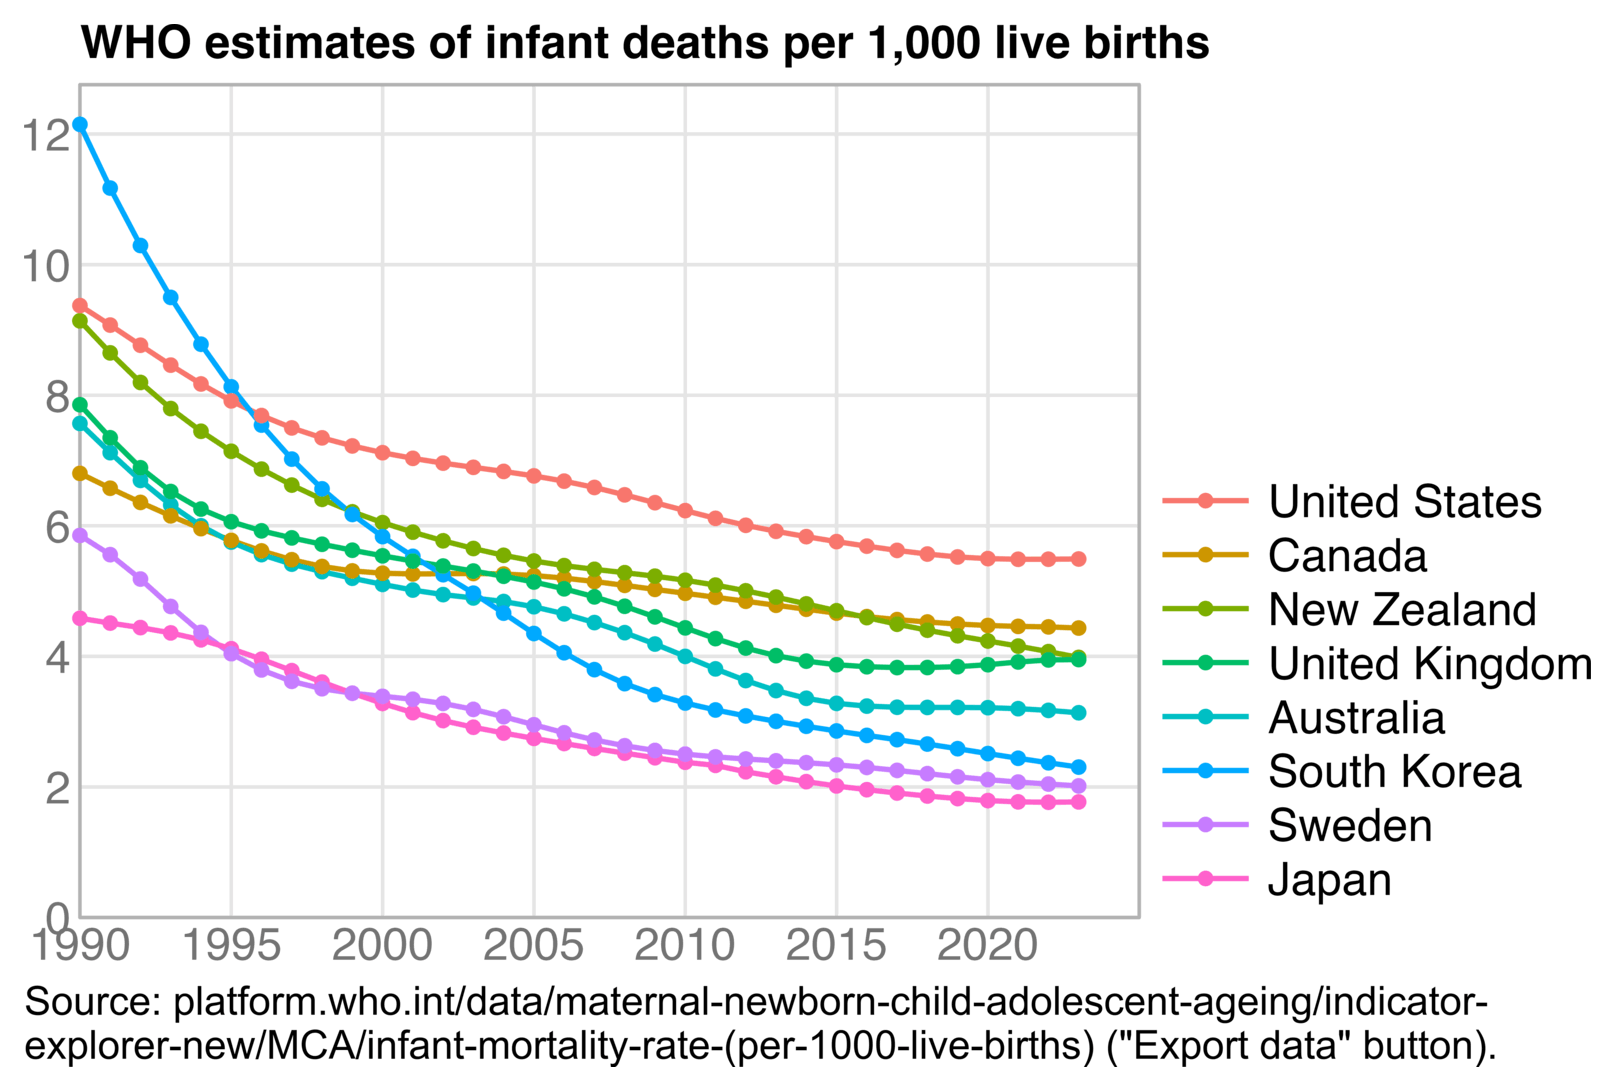 WHO estimates of infant deaths per 1,000 live births
12
10
8
6
4
2
0
1990 1995 2000 2005 2010 2015 2020
United States
Canada
New Zealand
United Kingdom
Australia
South Korea
Sweden
Japan
Source: platform.who.int/data/maternal-newborn-child-adolescent-ageing/indicator-
explorer-new/MCA/infant-mortality-rate-(per-1000-live-births) ("Export data" button).